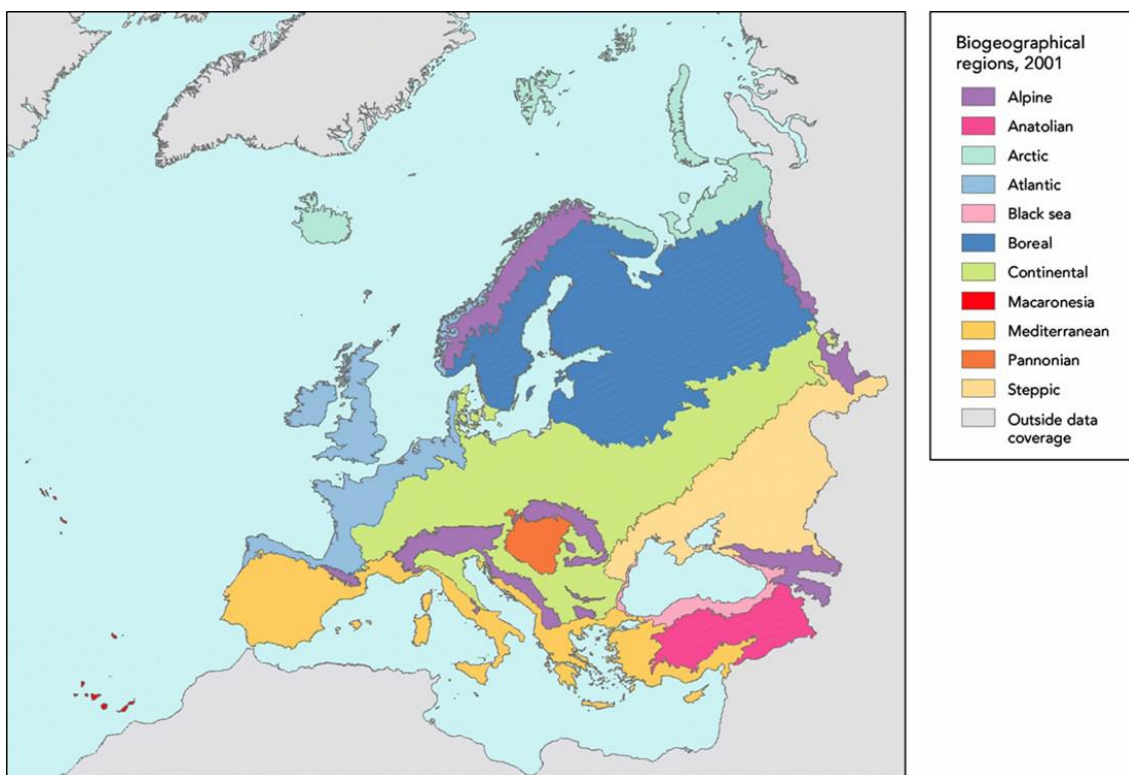 Biogeographical
regions, 2001
Alpine
Anatolian
Arctic
Atlantic
Black sea
Boreal
Continental
Macaronesia
Mediterranean
Pannonian
Steppic
Outside data
coverage